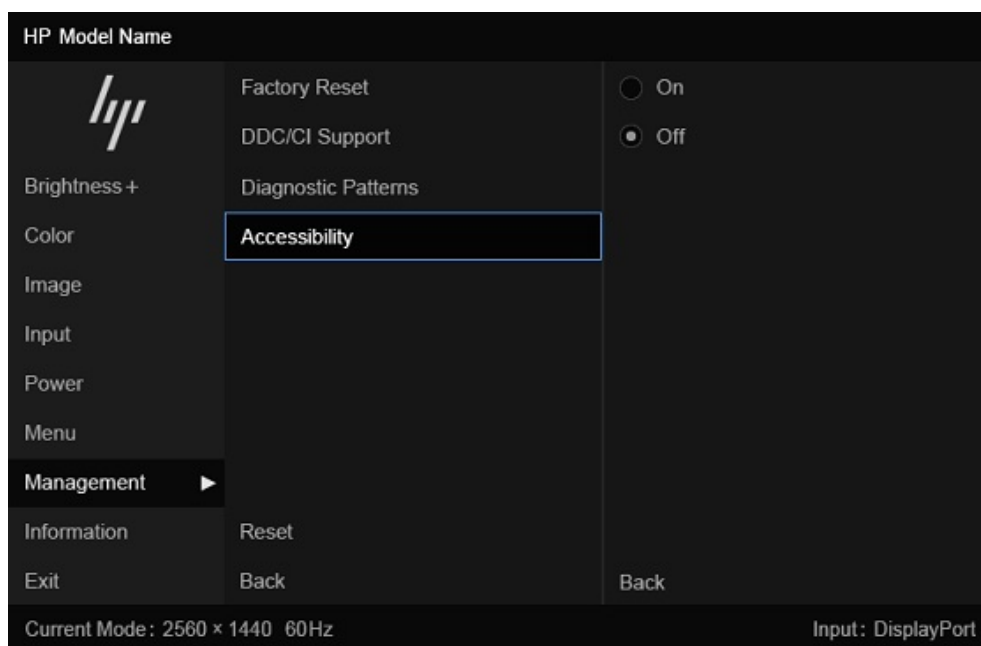 HP Model Name
hp
Brightness+
Color
Image
Input
Power
Menu
Management ▶
Information
Exit
Factory Reset
DDC/CI Support
Diagnostic Patterns
Accessibility
Reset
Back
On
Off
Back
Current Mode: 2560 × 1440 60Hz
Input: DisplayPort